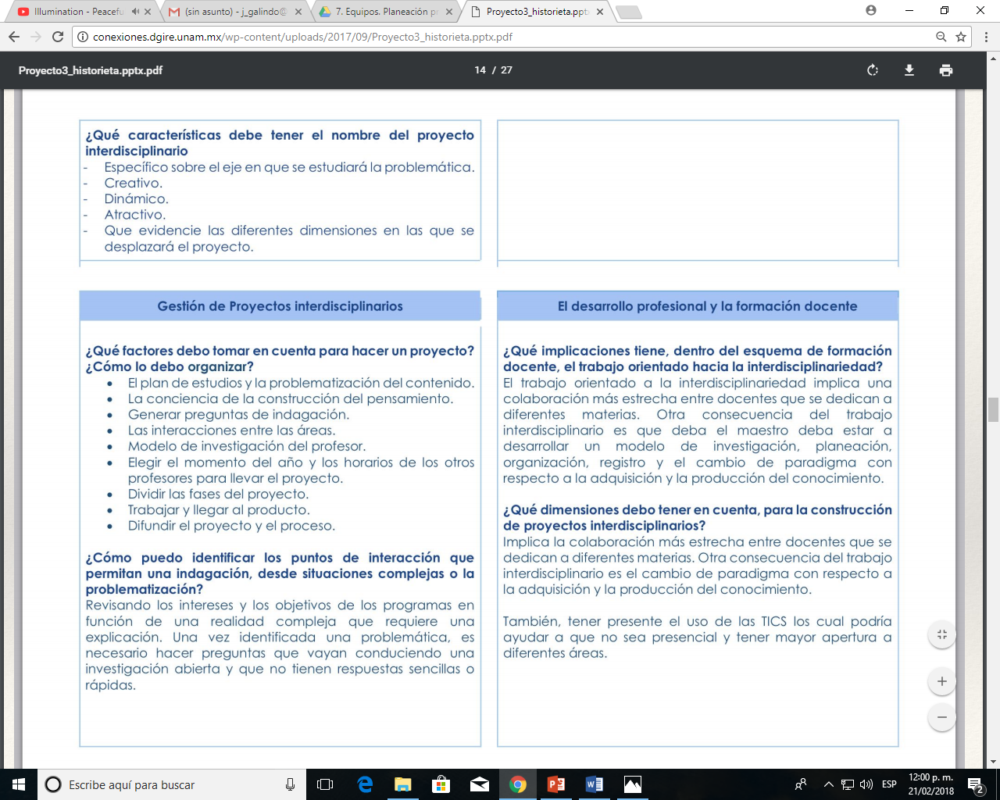 Illumination - Peacefu
(sin asunto) - j_galindo@
7. Equipos. Planeación p
Proyecto3_historieta.ppt
conexiones.dgire.unam.mx/wp-content/uploads/2017/09/Proyecto3_historieta.pptx.pdf
Proyecto3_historieta.pptx.pdf
14 / 27
¿Qué características debe tener el nombre del proyecto
interdisciplinario
- Específico sobre el eje en que se estudiará la problemática.
- Creativo.
- Dinámico.
- Atractivo.
- Que evidencie las diferentes dimensiones en las que se
desplazará el proyecto.
Gestión de Proyectos interdisciplinarios
¿Qué factores debo tomar en cuenta para hacer un proyecto?
¿Cómo lo debo organizar?
• El plan de estudios y la problematización del contenido.
• La conciencia de la construcción del pensamiento.
• Generar preguntas de indagación.
• Las interacciones entre las áreas.
• Modelo de investigación del profesor.
• Elegir el momento del año y los horarios de los otros
profesores para llevar el proyecto.
• Dividir las fases del proyecto.
• Trabajar y llegar al producto.
• Difundir el proyecto y el proceso.
¿Cómo puedo identificar los puntos de interacción que
permitan una indagación, desde situaciones complejas o la
problematización?
Revisando los intereses y los objetivos de los programas en
función de una realidad compleja que requiere una
explicación. Una vez identificada una problemática, es
necesario hacer preguntas que vayan conduciendo una
investigación abierta y que no tienen respuestas sencillas o
rápidas.
El desarrollo profesional y la formación docente
¿Qué implicaciones tiene, dentro del esquema de formación
docente, el trabajo orientado hacia la interdisciplinariedad?
El trabajo orientado a la interdisciplinariedad implica una
colaboración más estrecha entre docentes que se dedican a
diferentes materias. Otra consecuencia del trabajo
interdisciplinario es que deba el maestro deba estar a
desarrollar un modelo de investigación, planeación,
organización, registro y el cambio de paradigma con
respecto a la adquisición y la producción del conocimiento.
¿Qué dimensiones debo tener en cuenta, para la construcción
de proyectos interdisciplinarios?
Implica la colaboración más estrecha entre docentes que se
dedican a diferentes materias. Otra consecuencia del trabajo
interdisciplinario es el cambio de paradigma con respecto a
la adquisición y la producción del conocimiento.
También, tener presente el uso de las TICS los cual podría
ayudar a que no sea presencial y tener mayor apertura a
diferentes áreas.
Escribe aquí para buscar
ESP
12:00 p. m.
21/02/2018
2